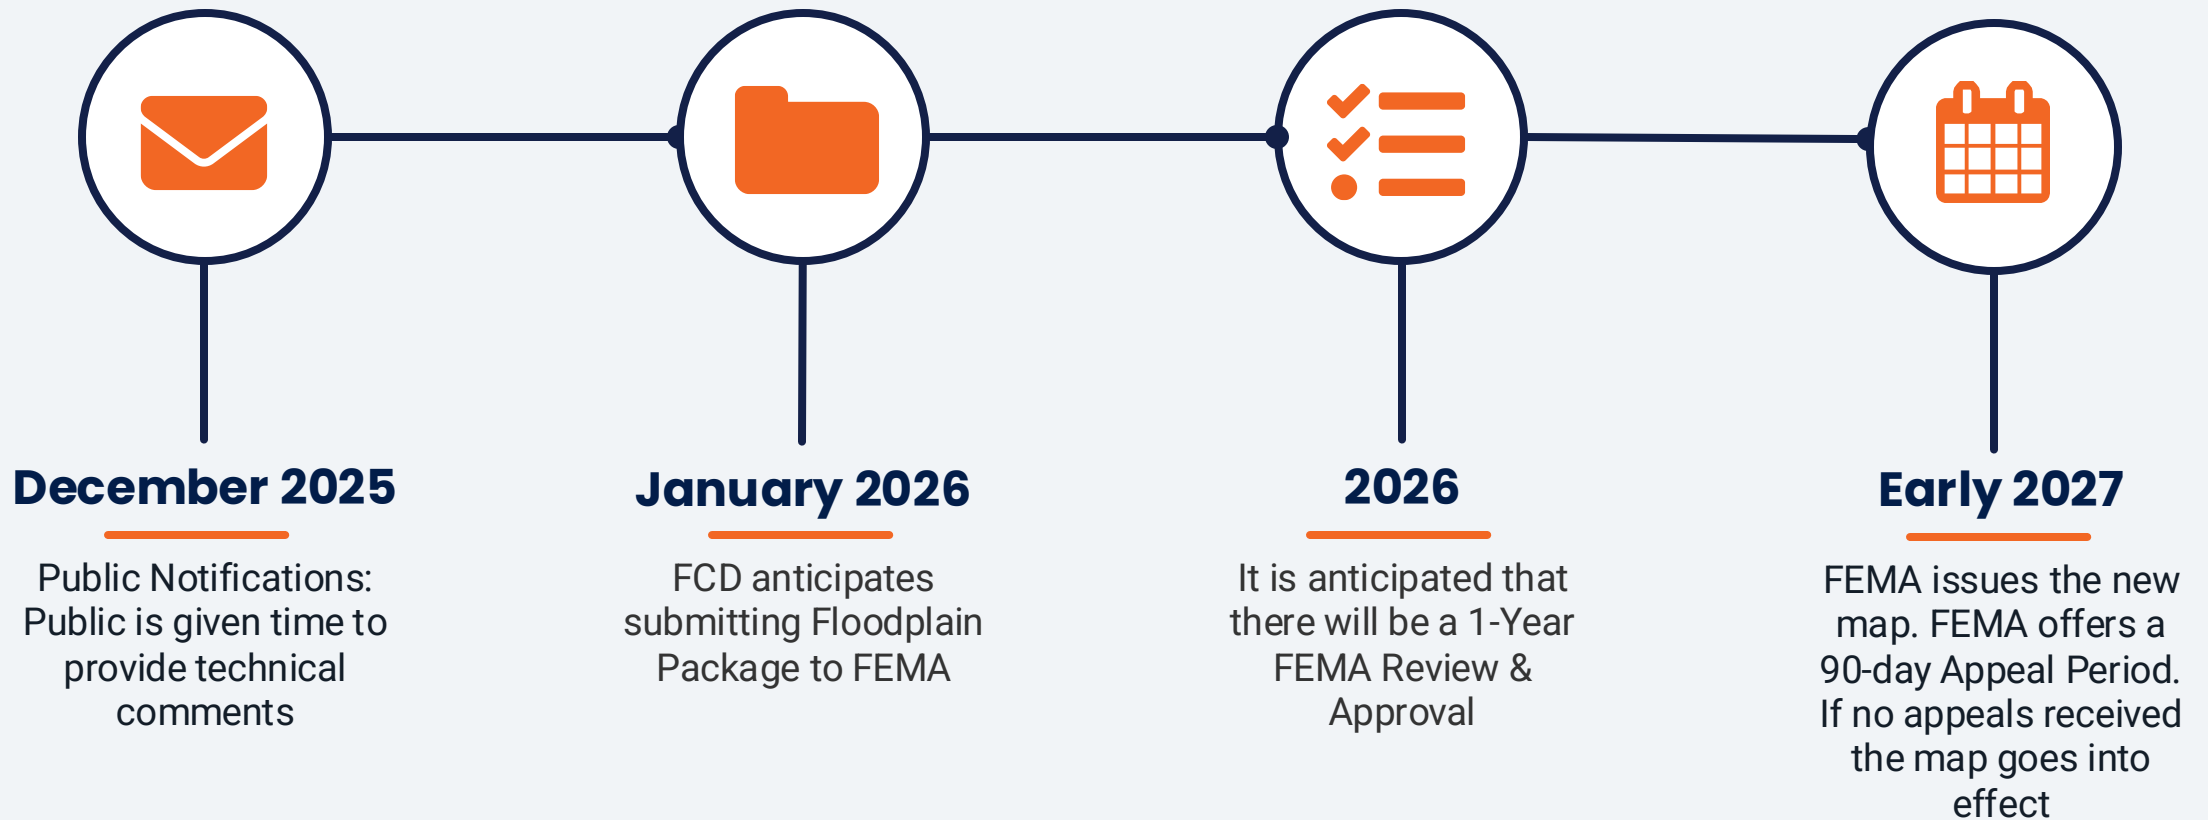 December 2025
Public Notifications:
Public is given time to
provide technical
comments
January 2026
FCD anticipates
submitting Floodplain
Package to FEMA
2026
It is anticipated that
there will be a 1-Year
FEMA Review &
Approval
Early 2027
FEMA issues the new
map. FEMA offers a
90-day Appeal Period.
If no appeals received
the map goes into
effect